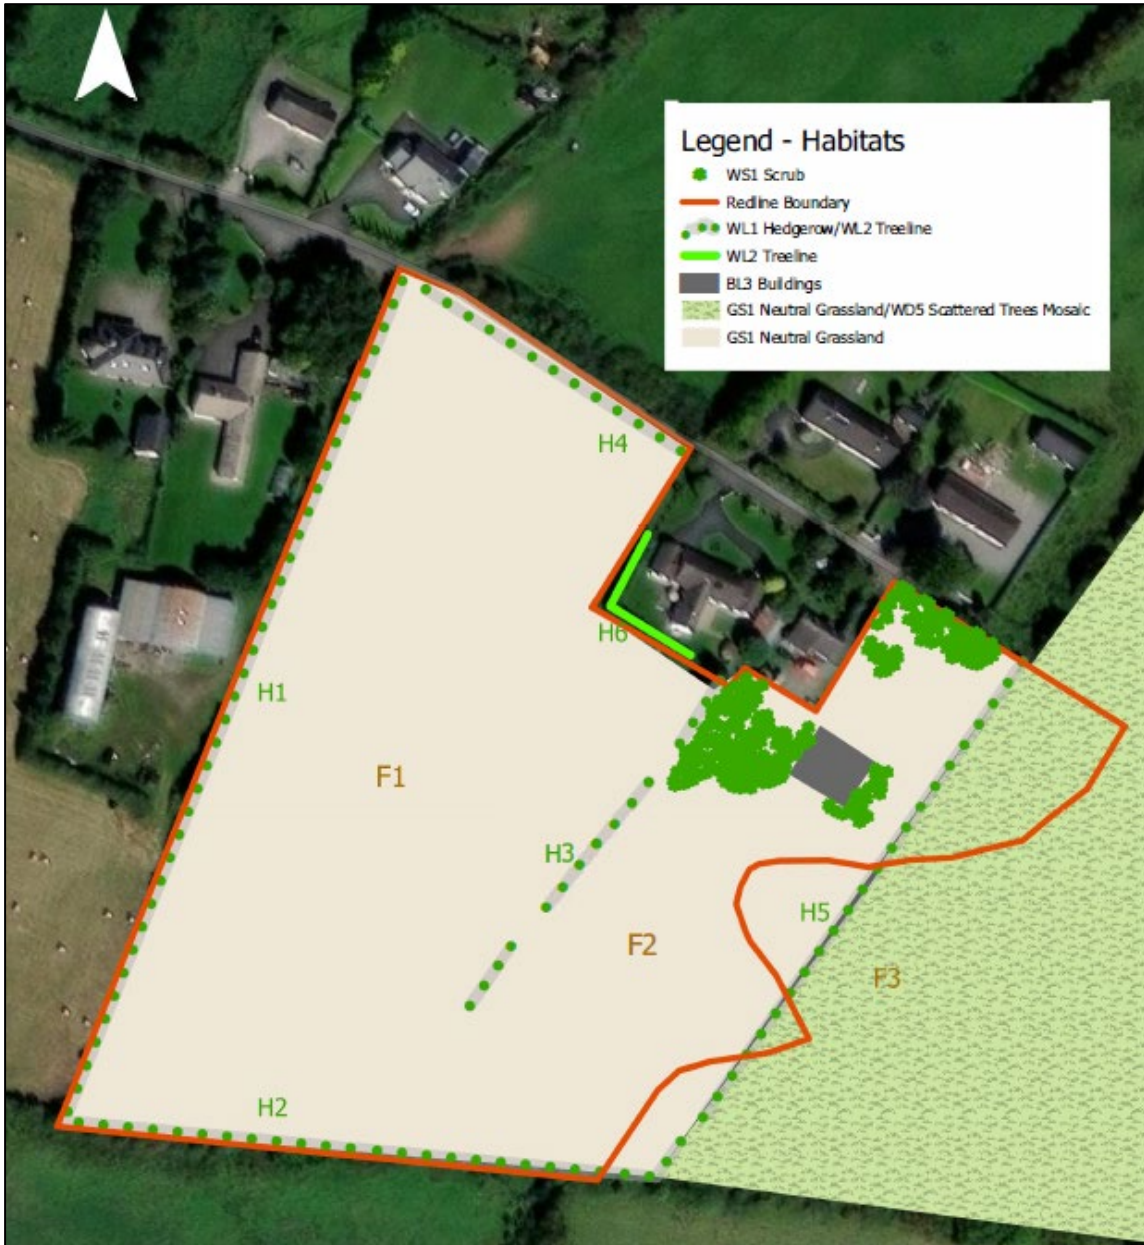 Legend - Habitats
WS1 Scrub
Redline Boundary
WL1 Hedgerow/WL2 Treeline
WL2 Treeline
BL3 Buildings
GS1 Neutral Grassland/WD5 Scattered Trees Mosaic
GS1 Neutral Grassland
H4
H6
H1
F1
H3
H5
F2
F3
H2